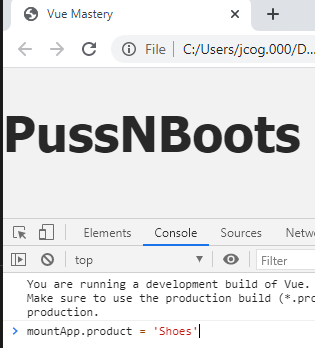 Vue Mastery
File
C:/Users/jcog.000/D...
PussNBoots
Elements
Console
Sources
top
Filter
You are running a development build of Vue.
Make sure to use the production build (*.pro
production.
> mountApp.product = 'Shoes'